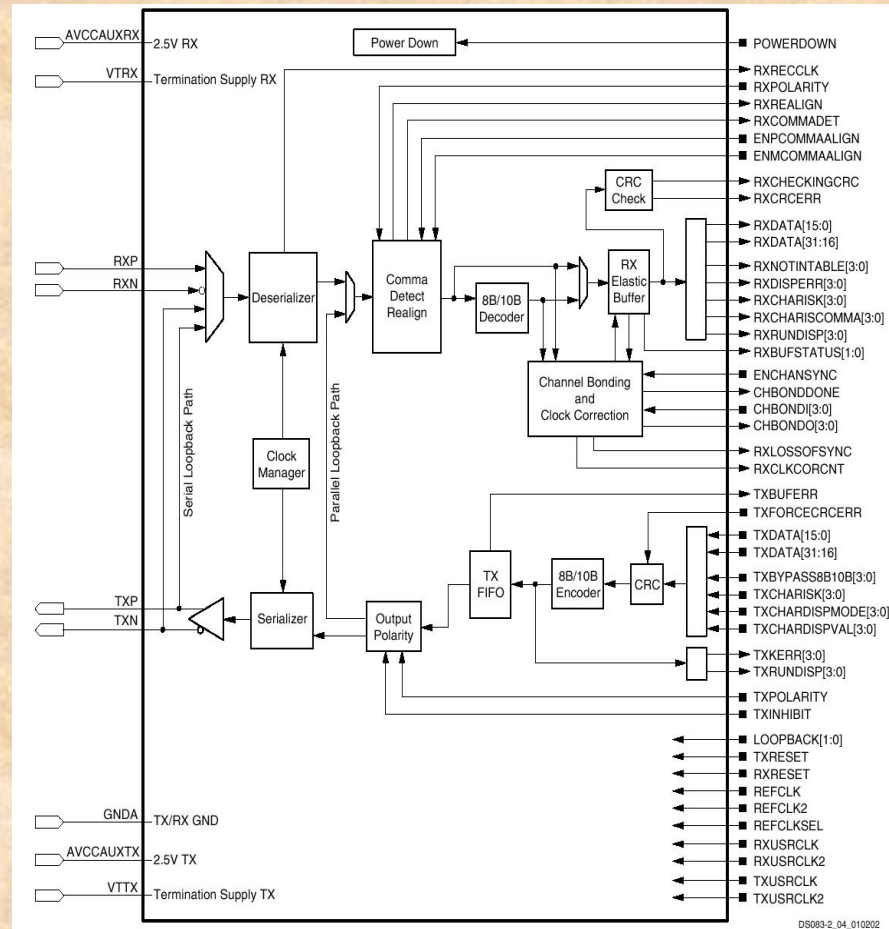 AVCCAUXRX
2.5V RX
VTRX
Termination Supply RX
Power Down
POWERDOWN
RXRECCLK
RXPOLARITY
RXREALIGN
RXCOMMADET
ENPCOMMAALIGN
ENMCOMMAALIGN
CRC
Check
RXCHECKINGCRC
RXCRCERR
RXDATA[15:0]
RXDATA[31:16]
RXNOTINTABLE[3:0]
RXDISPERR[3:0]
RXCHARISK[3:0]
RXCHARISCOMMA[3:0]
RXRUNDISP[3:0]
RXBUFSTATUS[1:0]
RXP
RXN
Deserializer
Comma
Detect
Realign
8B/10B
Decoder
RX
Elastic
Buffer
Channel Bonding
and
Clock Correction
ENCHANSYNC
CHBONDDONE
CHBONDI[3:0]
CHBONDO[3:0]
RXLOSSOFSYNC
RXCLKCORCNT
Serial Loopback Path
Clock
Manager
Parallel Loopback Path
TXBUFERR
TXFORCECRCERR
TXDATA[15:0]
TXDATA[31:16]
TXBYPASS8B10B[3:0]
TXCHARISK[3:0]
TXCHARDISPMODE[3:0]
TXCHARDISPVAL[3:0]
TXP
TXN
Serializer
Output
Polarity
TX
FIFO
8B/10B
Encoder
CRC
TXKERR[3:0]
TXRUNDISP[3:0]
TXPOLARITY
TXINHIBIT
LOOPBACK[1:0]
TXRESET
RXRESET
REFCLK
REFCLK2
REFCLKSEL
RXUSRCLK
RXUSRCLK2
TXUSRCLK
TXUSRCLK2
GNDA
TX/RX GND
AVCCAUXTX
2.5V TX
VTTX
Termination Supply TX
DS083-2_04_010202